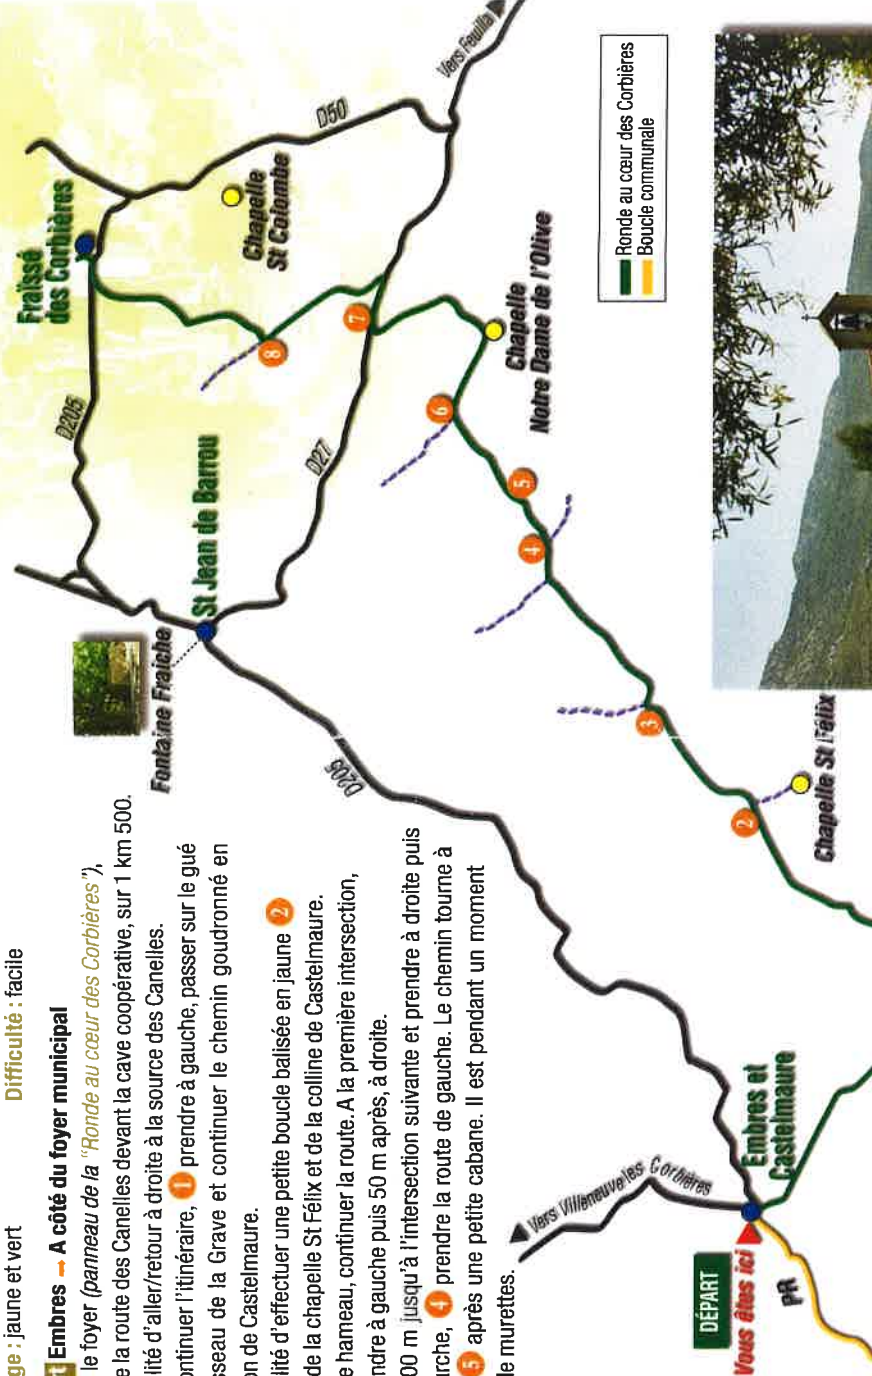 ge : jaune et vert Difficulté : facile
t Embres → A côté du foyer municipal
le foyer (panneau de la “Ronde au cœur des Corbières”),
e la route des Canelles devant la cave coopérative, sur 1 km 500.
lité d'aller/retour à droite à la source des Canelles.
ontinuer l'itinéraire, 1 prendre à gauche, passer sur le gué
sseau de la Grave et continuer le chemin goudronné en
on de Castelmaure.
lité d'effectuer une petite boucle balisée en jaune 2
de la chapelle St Félix et de la colline de Castelmaure.
e hameau, continuer la route. A la première intersection,
ndre à gauche puis 50 m après, à droite.
00 m jusqu'à l'intersection suivante et prendre à droite puis
rche, 4 prendre la route de gauche. Le chemin tourne à
5 après une petite cabane. Il est pendant un moment
le murettes.
Fraïssé
des Corbières
D205
D50
Vers Feuilla
Chapelle
St Colombe
8
7
St Jean de Barrou
D27
Fontaine Fraîche
6
Chapelle
Notre Dame de l'Olive
5
4
3
D205
2
Chapelle St Félix
Ronde au cœur des Corbières
Boucle communale
Vers Villeneuve les Corbières
Embres et
Castelmaure
DÉPART
Vous êtes ici
PR